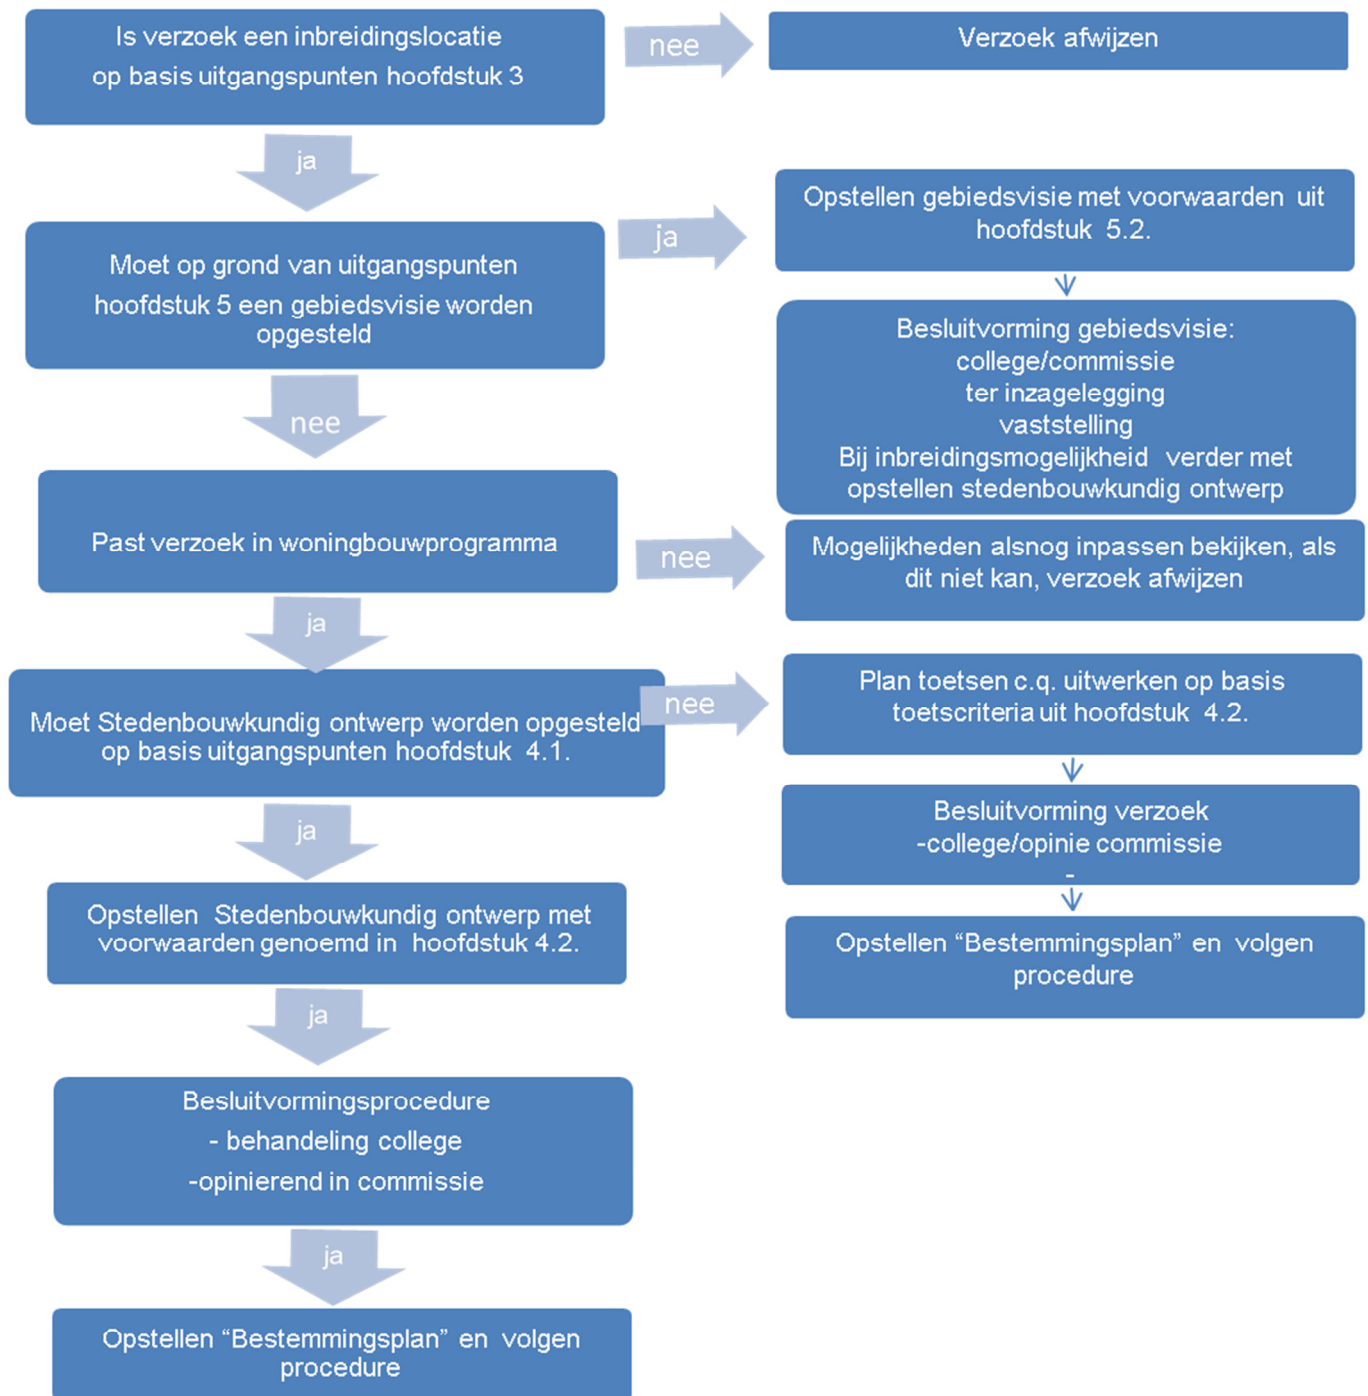 Is verzoek een inbreidingslocatie
op basis uitgangspunten hoofdstuk 3
nee
Verzoek afwijzen
ja
Moet op grond van uitgangspunten
hoofdstuk 5 een gebiedsvisie worden
opgesteld
ja
Opstellen gebiedsvisie met voorwaarden uit
hoofdstuk 5.2.
Besluitvorming gebiedsvisie:
college/commissie
ter inzagelegging
vaststelling
Bij inbreidingsmogelijkheid verder met
opstellen stedenbouwkundig ontwerp
nee
Past verzoek in woningbouwprogramma
nee
Mogelijkheden alsnog inpassen bekijken, als
dit niet kan, verzoek afwijzen
ja
Moet Stedenbouwkundig ontwerp worden opgesteld
op basis uitgangspunten hoofdstuk 4.1.
nee
Plan toetsen c.q. uitwerken op basis
toetscriteria uit hoofdstuk 4.2.
Besluitvorming verzoek
-college/opinie commissie
-
Opstellen “Bestemmingsplan” en volgen
procedure
ja
Opstellen Stedenbouwkundig ontwerp met
voorwaarden genoemd in hoofdstuk 4.2.
ja
Besluitvormingsprocedure
- behandeling college
-opinierend in commissie
ja
Opstellen “Bestemmingsplan” en volgen
procedure